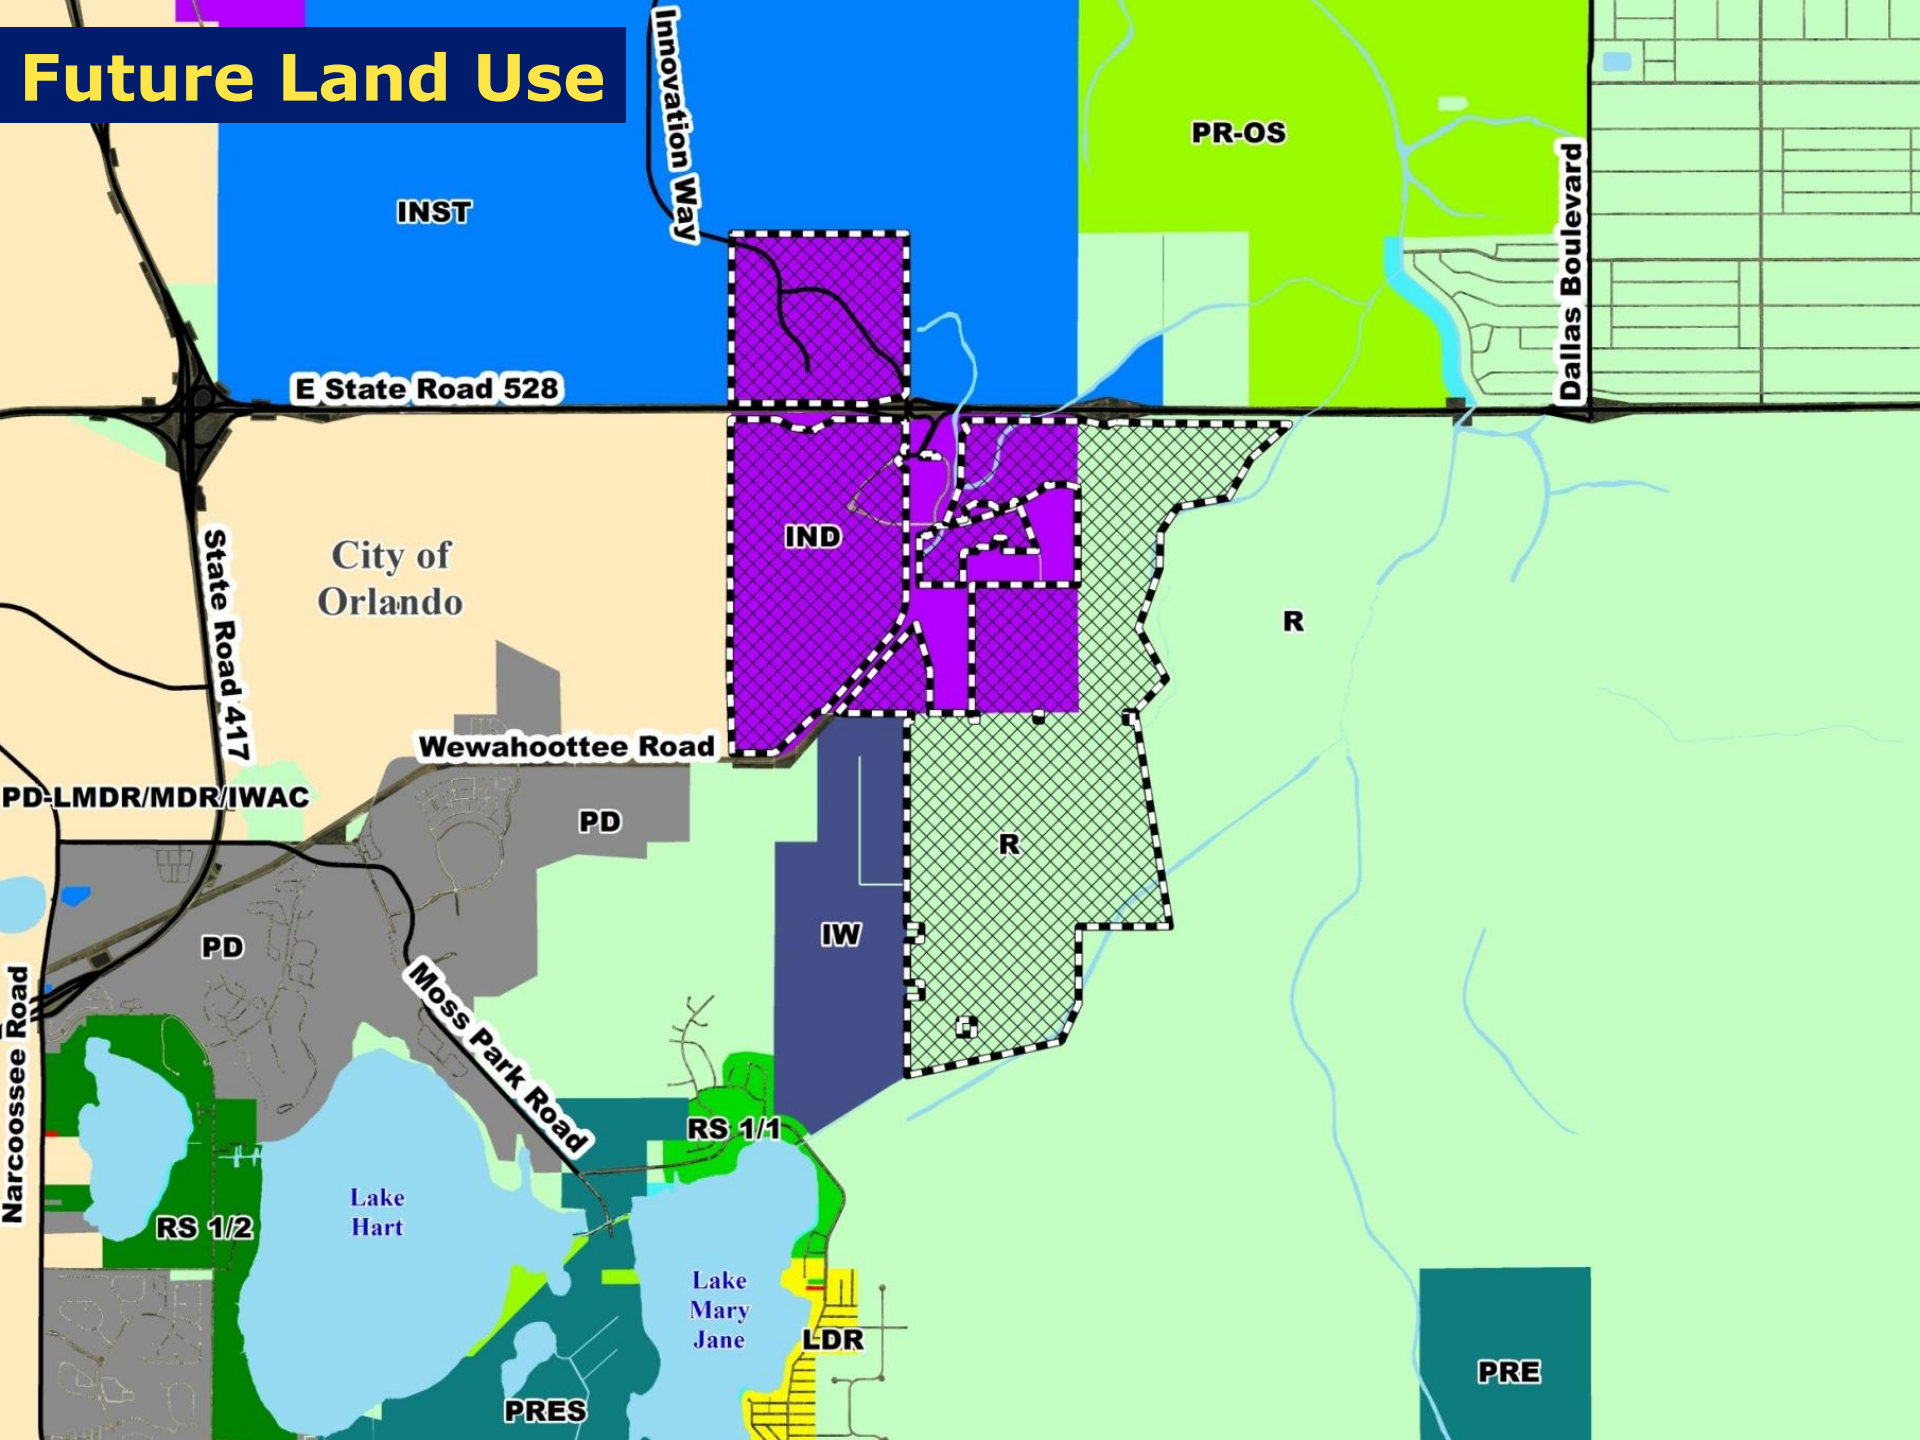 Future Land Use
Innovation Way
PR-OS
INST
Dallas Boulevard
E State Road 528
IND
City of
Orlando
State Road 417
R
Wewahoottee Road
PD-LMDR/MDR/IWAC
PD
R
IW
PD
Moss Park Road
Narcoossee Road
RS 1/1
Lake
Hart
RS 1/2
Lake
Mary
Jane
LDR
PRE
PRES